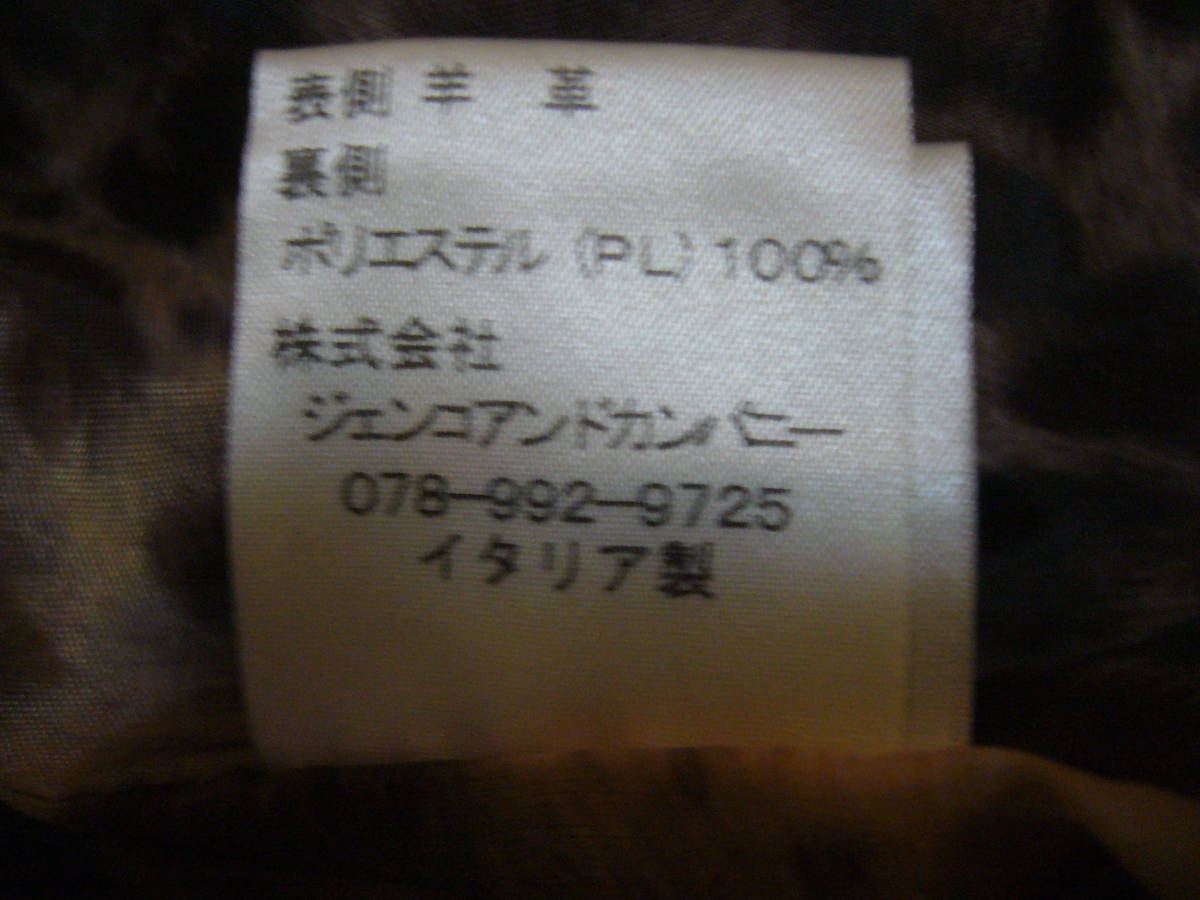 表側 羊 革
裏側
ポリエステル (PL) 100%
株式会社
ジェンコアンドカンパニー
078-992-9725
イタリア製